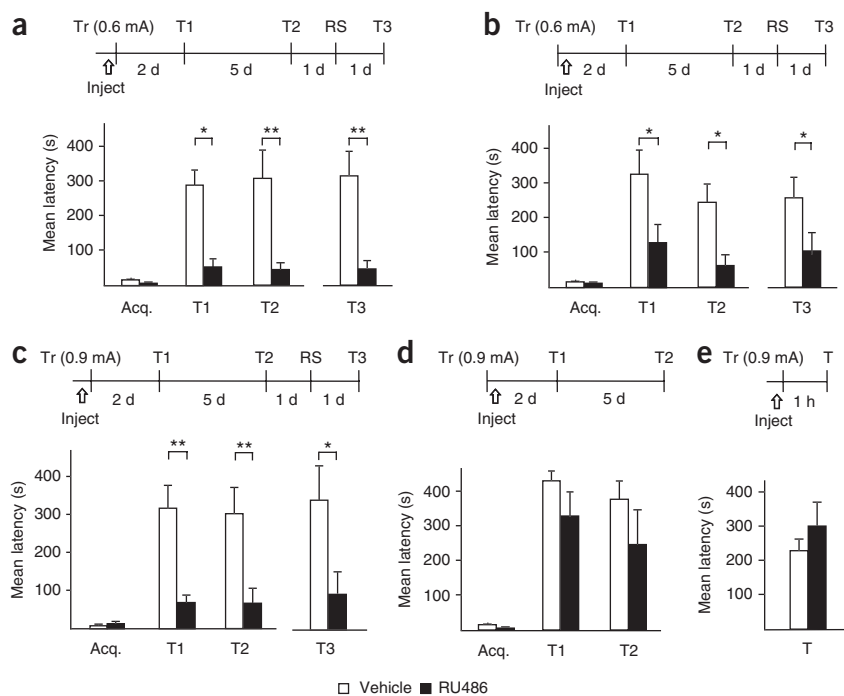 a
Tr (0.6 mA) T1 T2 RS T3
2 d 5 d 1 d 1 d
Inject
Mean latency (s)
400
300
200
100
* ** **
Acq. T1 T2 T3
b
Tr (0.6 mA) T1 T2 RS T3
2 d 5 d 1 d 1 d
Inject
Mean latency (s)
400
300
200
100
* * *
Acq. T1 T2 T3
c
Tr (0.9 mA) T1 T2 RS T3
2 d 5 d 1 d 1 d
Inject
Mean latency (s)
400
300
200
100
** ** *
Acq. T1 T2 T3
d
Tr (0.9 mA) T1 T2
2 d 5 d
Inject
Mean latency (s)
400
300
200
100
Acq. T1 T2
e
Tr (0.9 mA) T
1 h
Inject
Mean latency (s)
400
300
200
100
T
Vehicle RU486